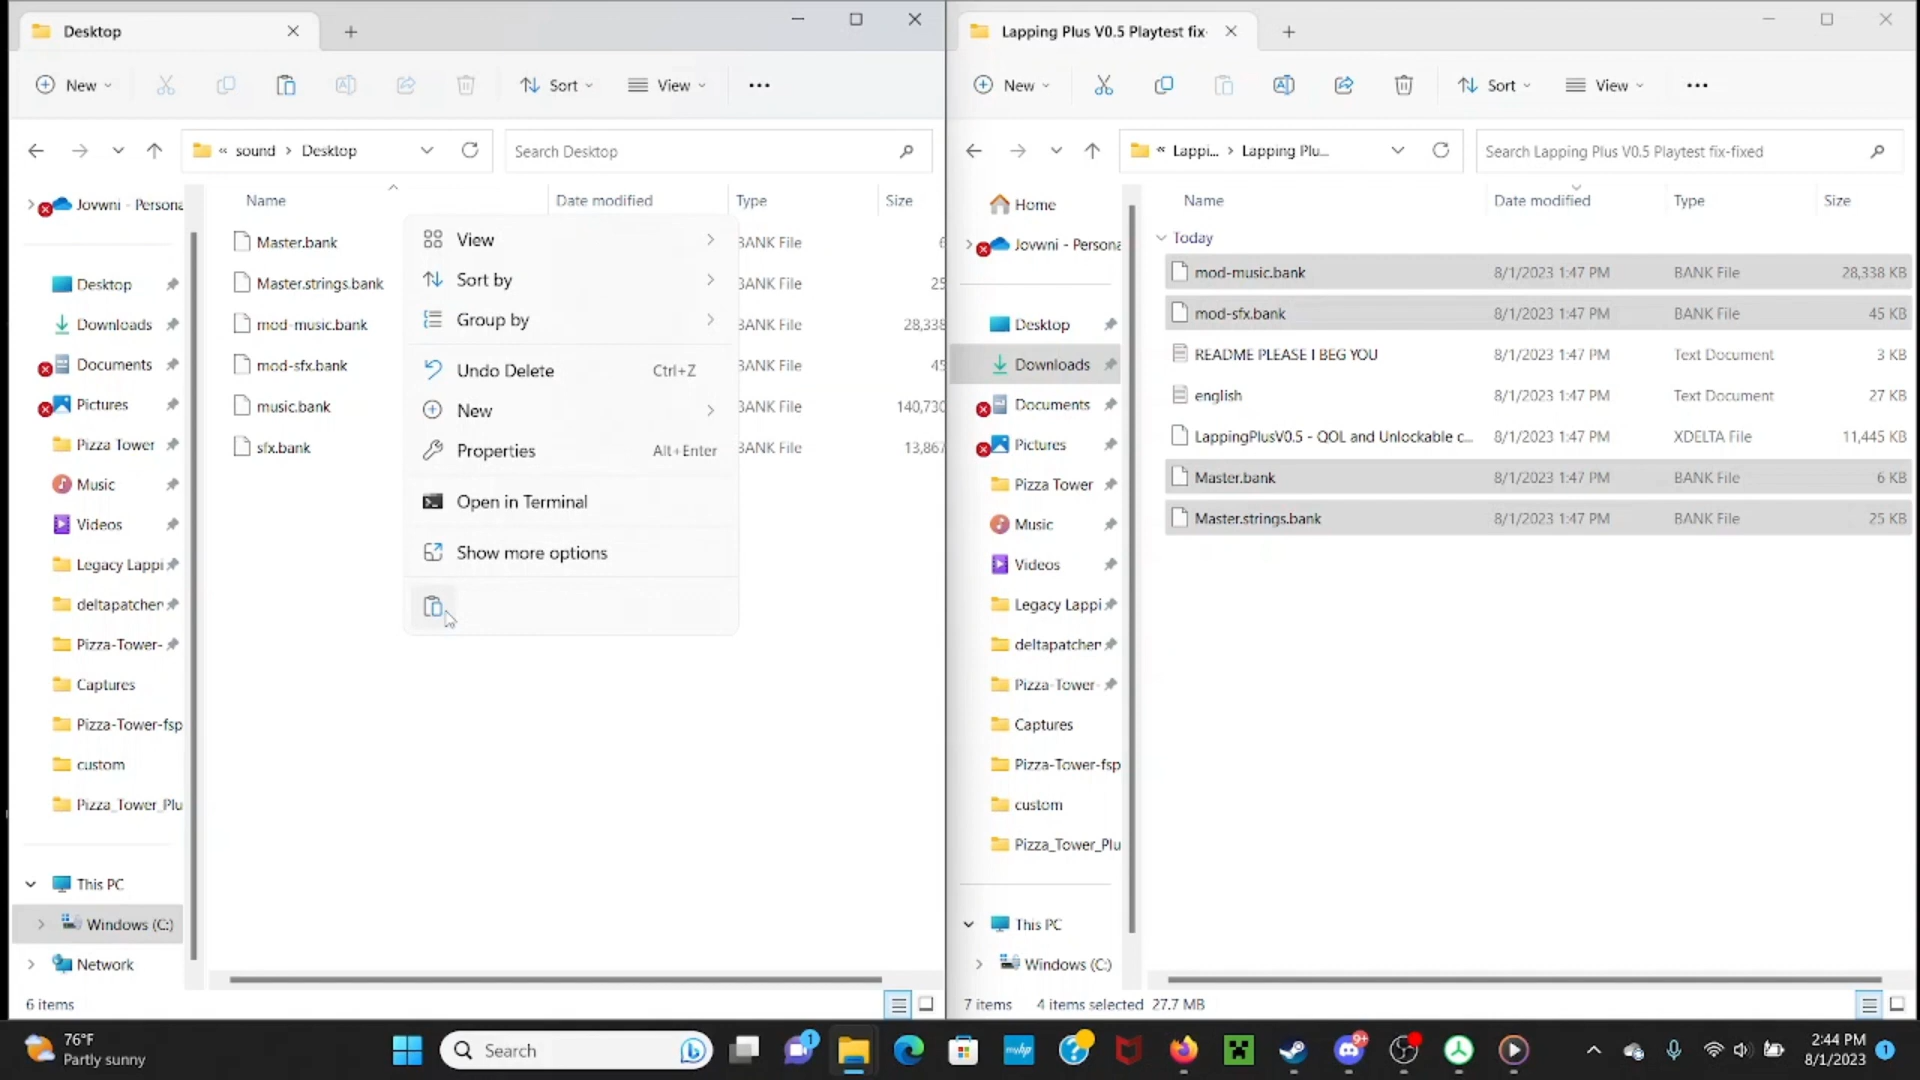 Desktop
New
Sort
View
sound > Desktop
Search Desktop
Name
Date modified
Type
Size
Jovwni - Persona
Desktop
Downloads
Documents
Pictures
Pizza Tower
Music
Videos
Legacy Lappi
deltapatcher
Pizza-Tower-
Captures
Pizza-Tower-fsp
custom
Pizza_Tower_Plu
This PC
Windows (C:)
Network
Master.bank
BANK File
Master.strings.bank
BANK File
25
mod-music.bank
BANK File
28,338
mod-sfx.bank
BANK File
45
music.bank
BANK File
140,730
sfx.bank
BANK File
13,867
View
Sort by
Group by
Undo Delete Ctrl+Z
New
Properties Alt+Enter
Open in Terminal
Show more options
6 items
Lapping Plus V0.5 Playtest fix-
New
Sort
View
« Lappi... > Lapping Plu...
Search Lapping Plus V0.5 Playtest fix-fixed
Name
Date modified
Type
Size
Home
Jovwni - Persona
Desktop
Downloads
Documents
Pictures
Pizza Tower
Music
Videos
Legacy Lappi
deltapatcher
Pizza-Tower-
Captures
Pizza-Tower-fsp
custom
Pizza_Tower_Plu
This PC
Windows (C:)
Today
mod-music.bank 8/1/2023 1:47 PM BANK File 28,338 KB
mod-sfx.bank 8/1/2023 1:47 PM BANK File 45 KB
README PLEASE I BEG YOU 8/1/2023 1:47 PM Text Document 3 KB
english 8/1/2023 1:47 PM Text Document 27 KB
LappingPlusV0.5 - QOL and Unlockable c... 8/1/2023 1:47 PM XDELTA File 11,445 KB
Master.bank 8/1/2023 1:47 PM BANK File 6 KB
Master.strings.bank 8/1/2023 1:47 PM BANK File 25 KB
7 items 4 items selected 27.7 MB
76°F
Partly sunny
Search
1
myhp
9+
2:44 PM
8/1/2023
1